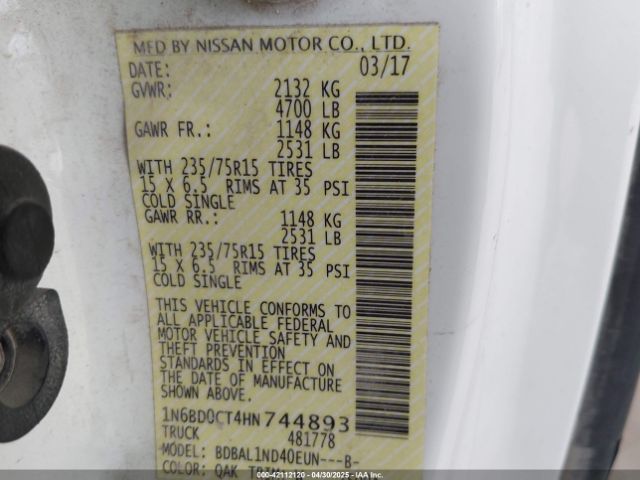 MFD BY NISSAN MOTOR CO., LTD.
DATE: 03/17
GVWR: 2132 KG
4700 LB
GAWR FR.: 1148 KG
2531 LB
WITH 235/75R15 TIRES
15 X 6.5 RIMS AT 35 PSI
COLD SINGLE
GAWR RR.: 1148 KG
2531 LB
WITH 235/75R15 TIRES
15 X 6.5 RIMS AT 35 PSI
COLD SINGLE
THIS VEHICLE CONFORMS TO
ALL APPLICABLE FEDERAL
MOTOR VEHICLE SAFETY AND
THEFT PREVENTION
STANDARDS IN EFFECT ON
THE DATE OF MANUFACTURE
SHOWN ABOVE.
1N6BD0CT4HN744893
TRUCK 481778
MODEL: BDBAL1ND40EUN---B-
COLOR: QAK
000-42112120 - 04/30/2025 -